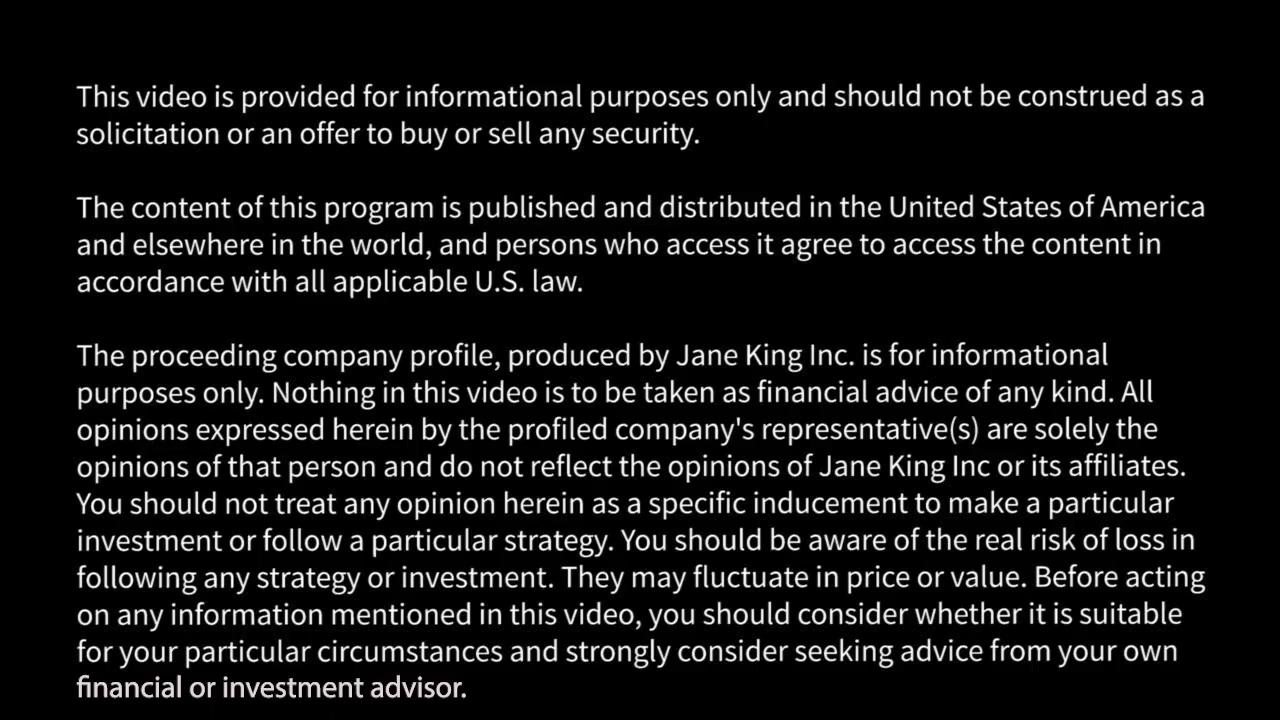 This video is provided for informational purposes only and should not be construed as a
solicitation or an offer to buy or sell any security.
The content of this program is published and distributed in the United States of America
and elsewhere in the world, and persons who access it agree to access the content in
accordance with all applicable U.S. law.
The proceeding company profile, produced by Jane King Inc. is for informational
purposes only. Nothing in this video is to be taken as financial advice of any kind. All
opinions expressed herein by the profiled company's representative(s) are solely the
opinions of that person and do not reflect the opinions of Jane King Inc or its affiliates.
You should not treat any opinion herein as a specific inducement to make a particular
investment or follow a particular strategy. You should be aware of the real risk of loss in
following any strategy or investment. They may fluctuate in price or value. Before acting
on any information mentioned in this video, you should consider whether it is suitable
for your particular circumstances and strongly consider seeking advice from your own
financial or investment advisor.